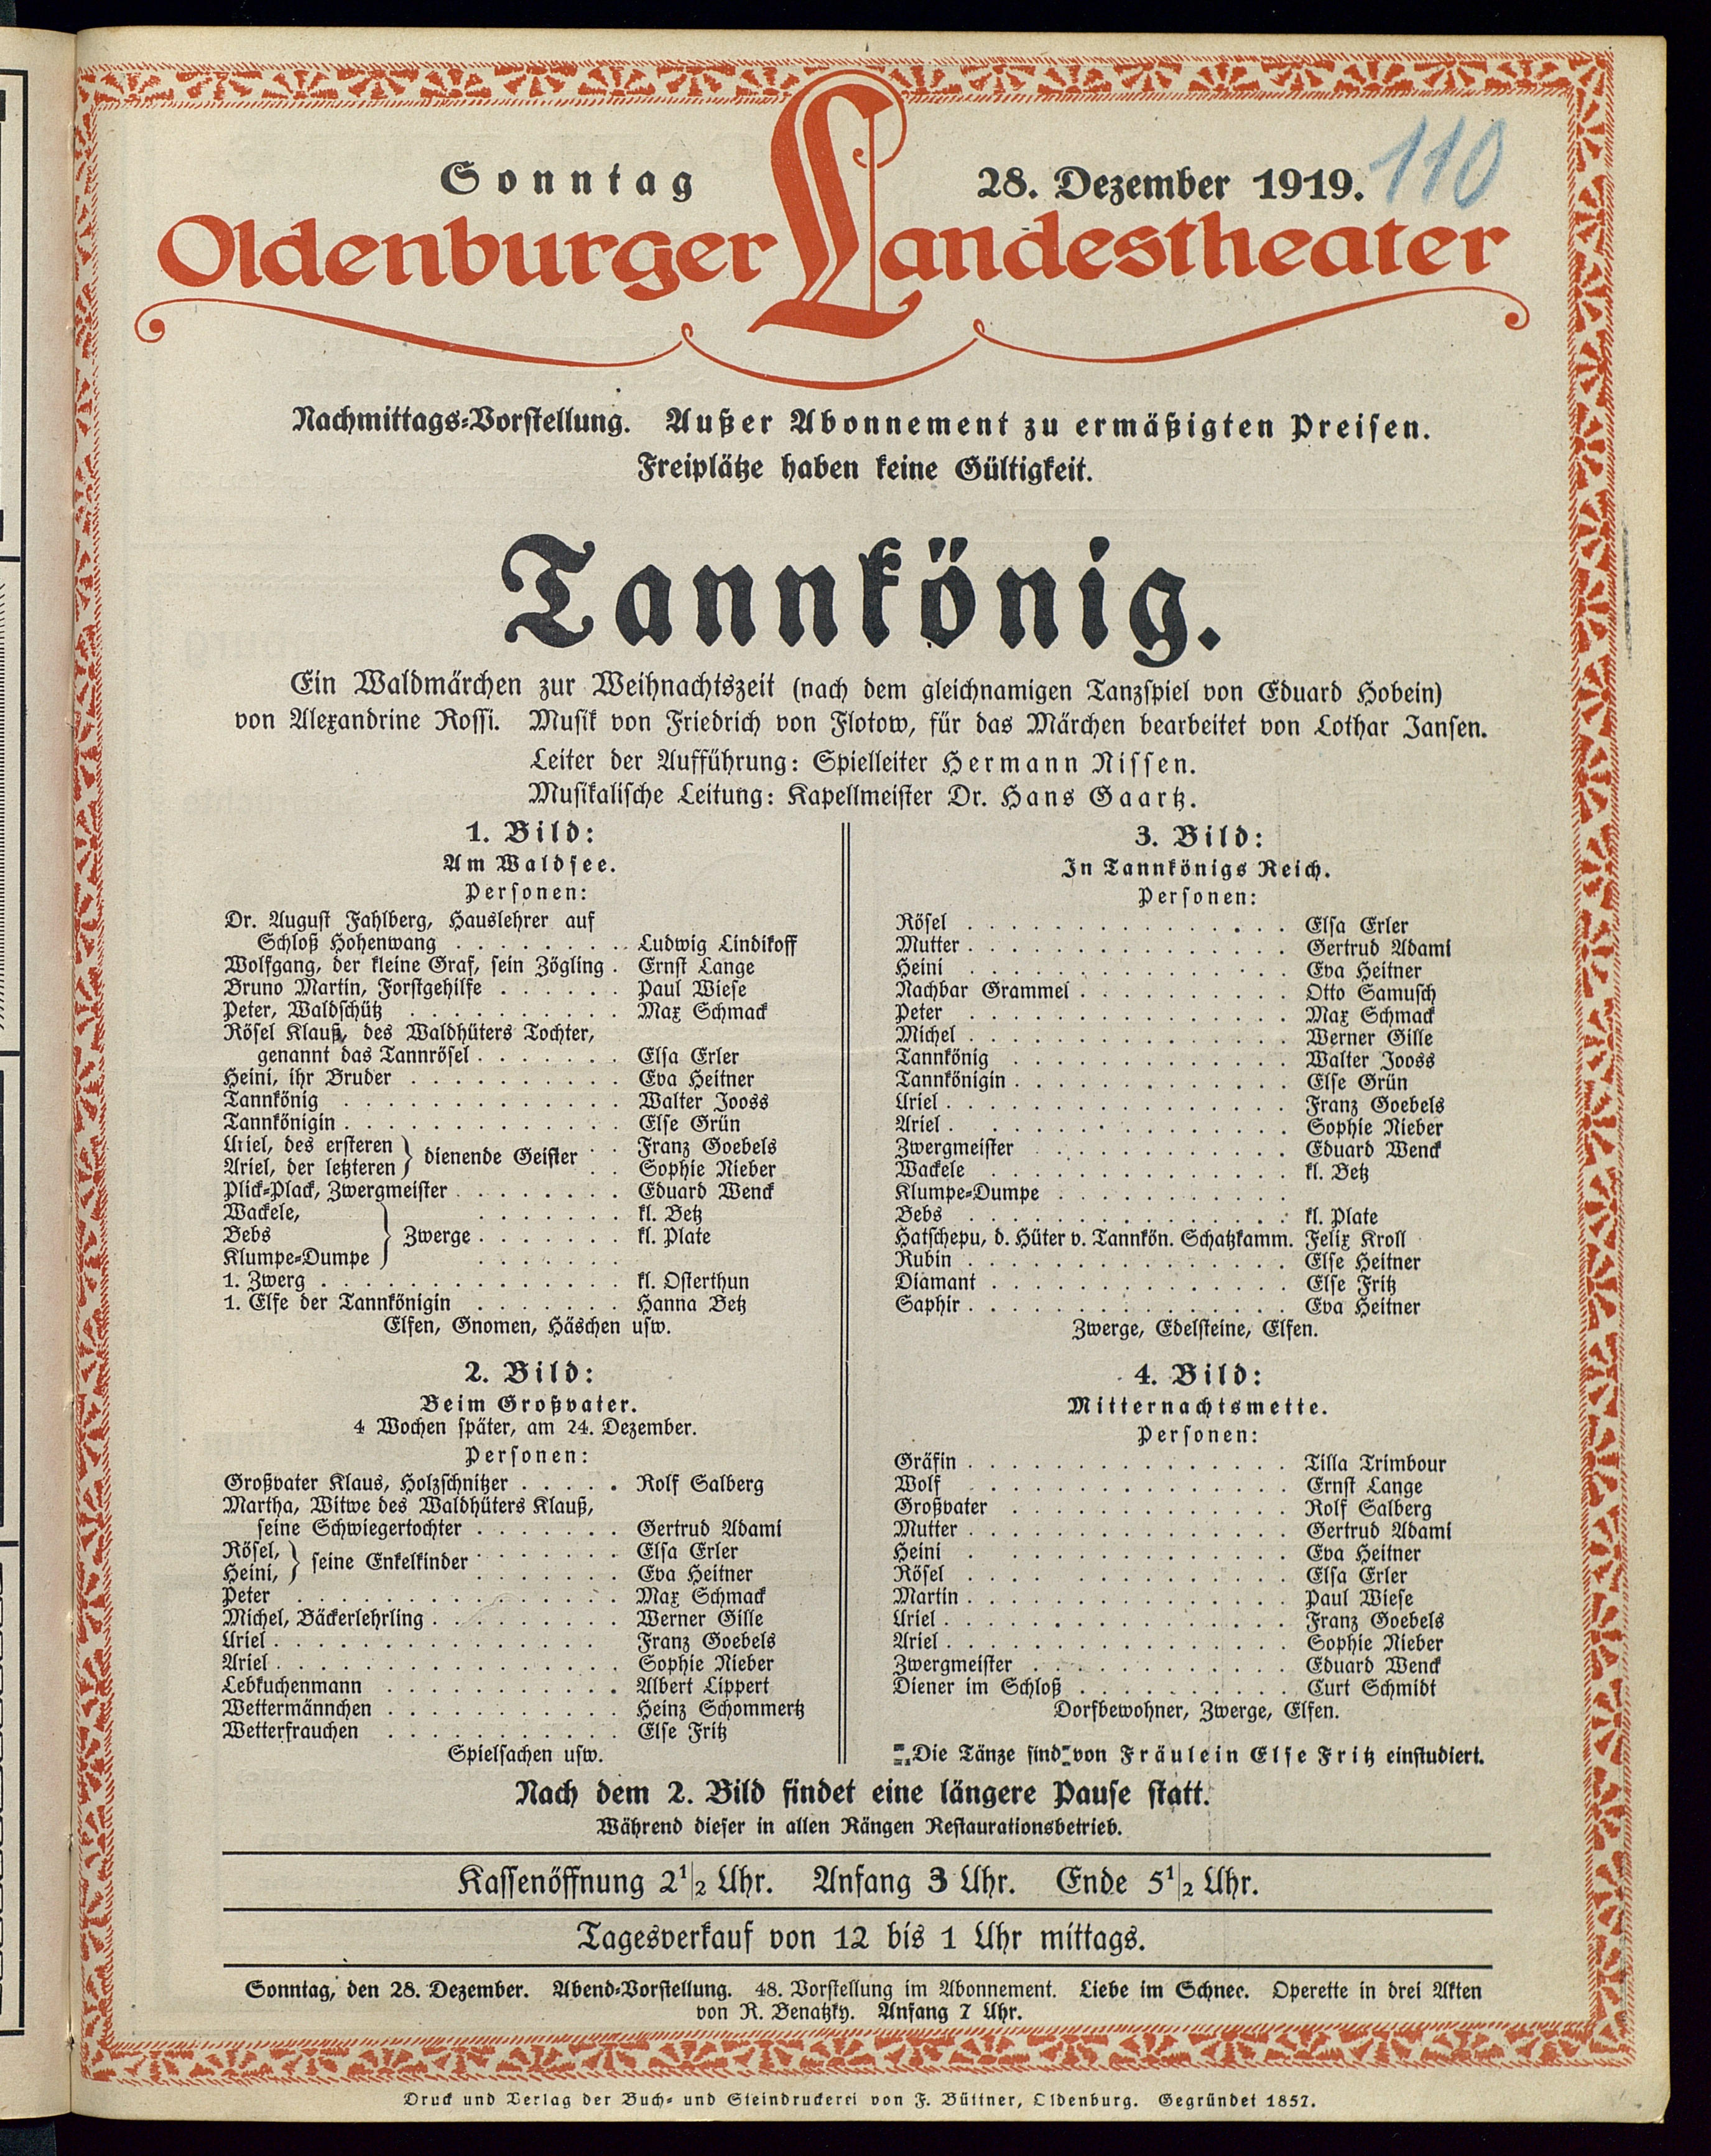 Sonntag
28. Dezember 1919.
110
Oldenburger Landestheater
Nachmittags-Vorstellung. Außer Abonnement zu ermäßigten Preisen.
Freiplätze haben keine Gültigkeit.
Tannkönig.
Ein Waldmärchen zur Weihnachtszeit (nach dem gleichnamigen Tanzspiel von Eduard Hobein)
von Alexandrine Rossi. Musik von Friedrich von Flotow, für das Märchen bearbeitet von Lothar Jansen.
Leiter der Aufführung: Spielleiter Hermann Nissen.
Musikalische Leitung: Kapellmeister Dr. Hans Gaartz.
1. Bild:
Am Waldsee.
Personen:
Dr. August Fahlberg, Hauslehrer auf
Schloß Hohenwang . . . . . . . . Ludwig Lindikoff
Wolfgang, der kleine Graf, sein Zögling . Ernst Lange
Bruno Martin, Forstgehilfe . . . . . . Paul Wiese
Peter, Waldschütz . . . . . . . . . . Max Schmack
Rösel Klauß, des Waldhüters Tochter,
genannt das Tannrösel . . . . . . . Elsa Erler
Heini, ihr Bruder . . . . . . . . . . Eva Heitner
Tannkönig . . . . . . . . . . . . . Walter Jooss
Tannkönigin . . . . . . . . . . . . . Else Grün
Uriel, des ersteren } dienende Geister . . Franz Goebels
Ariel, der letzteren } . . Sophie Nieber
Plick-Plack, Zwergmeister . . . . . . . . Eduard Wenck
Wackele, . . . . . . . kl. Betz
Bebs } Zwerge . . . . . . . kl. Plate
Klumpe-Dumpe . . . . . . .
1. Zwerg . . . . . . . . . . . . . . kl. Osterthun
1. Elfe der Tannkönigin . . . . . . . Hanna Betz
Elfen, Gnomen, Häschen usw.
2. Bild:
Beim Großvater.
4 Wochen später, am 24. Dezember.
Personen:
Großvater Klaus, Holzschnitzer . . . . . Rolf Salberg
Martha, Witwe des Waldhüters Klauß,
seine Schwiegertochter . . . . . . . Gertrud Adami
Rösel, } seine Enkelkinder . . . . . . . Elsa Erler
Heini, } . . . . . . . Eva Heitner
Peter . . . . . . . . . . . . . . . Max Schmack
Michel, Bäckerlehrling . . . . . . . . . Werner Gille
Uriel . . . . . . . . . . . . . . . Franz Goebels
Ariel . . . . . . . . . . . . . . . . Sophie Nieber
Lebkuchenmann . . . . . . . . . . . Albert Lippert
Wettermännchen . . . . . . . . . . . Heinz Schommertz
Wetterfrauchen . . . . . . . . . . . Else Fritz
Spielsachen usw.
3. Bild:
In Tannkönigs Reich.
Personen:
Rösel . . . . . . . . . . . . . . . Elsa Erler
Mutter . . . . . . . . . . . . . . . Gertrud Adami
Heini . . . . . . . . . . . . . . . Eva Heitner
Nachbar Grammel . . . . . . . . . . Otto Samusch
Peter . . . . . . . . . . . . . . . Max Schmack
Michel . . . . . . . . . . . . . . . Werner Gille
Tannkönig . . . . . . . . . . . . . Walter Jooss
Tannkönigin . . . . . . . . . . . . . Else Grün
Uriel . . . . . . . . . . . . . . . . Franz Goebels
Ariel . . . . . . . . . . . . . . . . Sophie Nieber
Zwergmeister . . . . . . . . . . . . Eduard Wenck
Wackele . . . . . . . . . . . . . . kl. Betz
Klumpe-Dumpe . . . . . . . . . . .
Bebs . . . . . . . . . . . . . . . kl. Plate
Hatschepu, d. Hüter v. Tannkön. Schatzkamm. Felix Kroll
Rubin . . . . . . . . . . . . . . . Else Heitner
Diamant . . . . . . . . . . . . . . Else Fritz
Saphir . . . . . . . . . . . . . . . Eva Heitner
Zwerge, Edelsteine, Elfen.
4. Bild:
Mitternachtsmette.
Personen:
Gräfin . . . . . . . . . . . . . . . Tilla Trimbour
Wolf . . . . . . . . . . . . . . . Ernst Lange
Großvater . . . . . . . . . . . . . Rolf Salberg
Mutter . . . . . . . . . . . . . . . Gertrud Adami
Heini . . . . . . . . . . . . . . . Eva Heitner
Rösel . . . . . . . . . . . . . . . Elsa Erler
Martin . . . . . . . . . . . . . . . Paul Wiese
Uriel . . . . . . . . . . . . . . . . Franz Goebels
Ariel . . . . . . . . . . . . . . . . Sophie Nieber
Zwergmeister . . . . . . . . . . . . Eduard Wenck
Diener im Schloß . . . . . . . . . . Curt Schmidt
Dorfbewohner, Zwerge, Elfen.
Die Tänze sind von Fräulein Else Fritz einstudiert.
Nach dem 2. Bild findet eine längere Pause statt.
Während dieser in allen Rängen Restaurationsbetrieb.
Kassenöffnung 2 1/2 Uhr. Anfang 3 Uhr. Ende 5 1/2 Uhr.
Tagesverkauf von 12 bis 1 Uhr mittags.
Sonntag, den 28. Dezember. Abend-Vorstellung. 48. Vorstellung im Abonnement. Liebe im Schnee. Operette in drei Akten
von R. Benatzky. Anfang 7 Uhr.
Druck und Verlag der Buch- und Steindruckerei von F. Büttner, Oldenburg. Gegründet 1857.